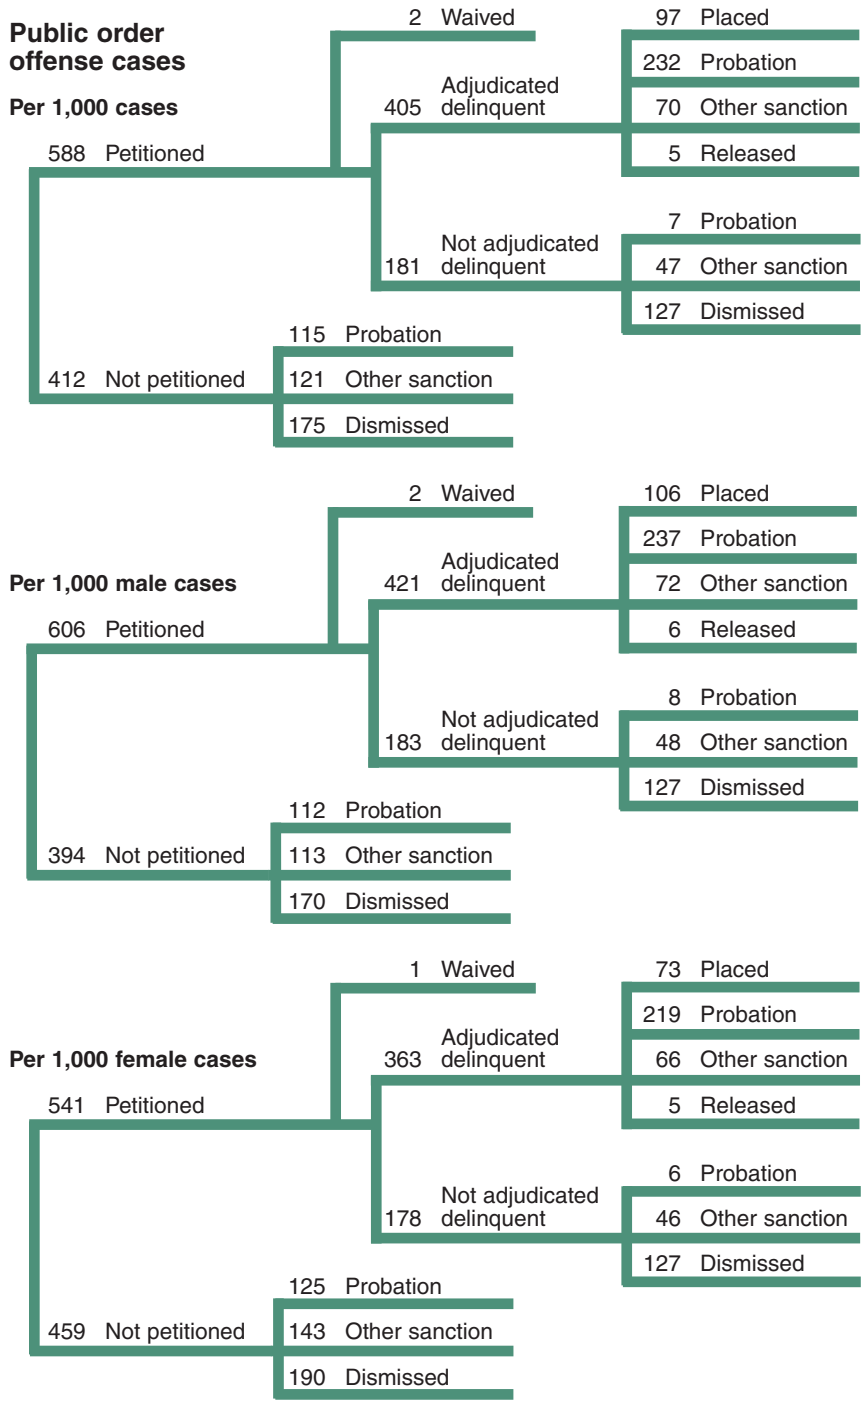 Public order
offense cases
Per 1,000 cases
588 Petitioned
2 Waived
405 Adjudicated
delinquent
97 Placed
232 Probation
70 Other sanction
5 Released
181 Not adjudicated
delinquent
7 Probation
47 Other sanction
127 Dismissed
412 Not petitioned
115 Probation
121 Other sanction
175 Dismissed
Per 1,000 male cases
606 Petitioned
2 Waived
421 Adjudicated
delinquent
106 Placed
237 Probation
72 Other sanction
6 Released
183 Not adjudicated
delinquent
8 Probation
48 Other sanction
127 Dismissed
394 Not petitioned
112 Probation
113 Other sanction
170 Dismissed
Per 1,000 female cases
541 Petitioned
1 Waived
363 Adjudicated
delinquent
73 Placed
219 Probation
66 Other sanction
5 Released
178 Not adjudicated
delinquent
6 Probation
46 Other sanction
127 Dismissed
459 Not petitioned
125 Probation
143 Other sanction
190 Dismissed